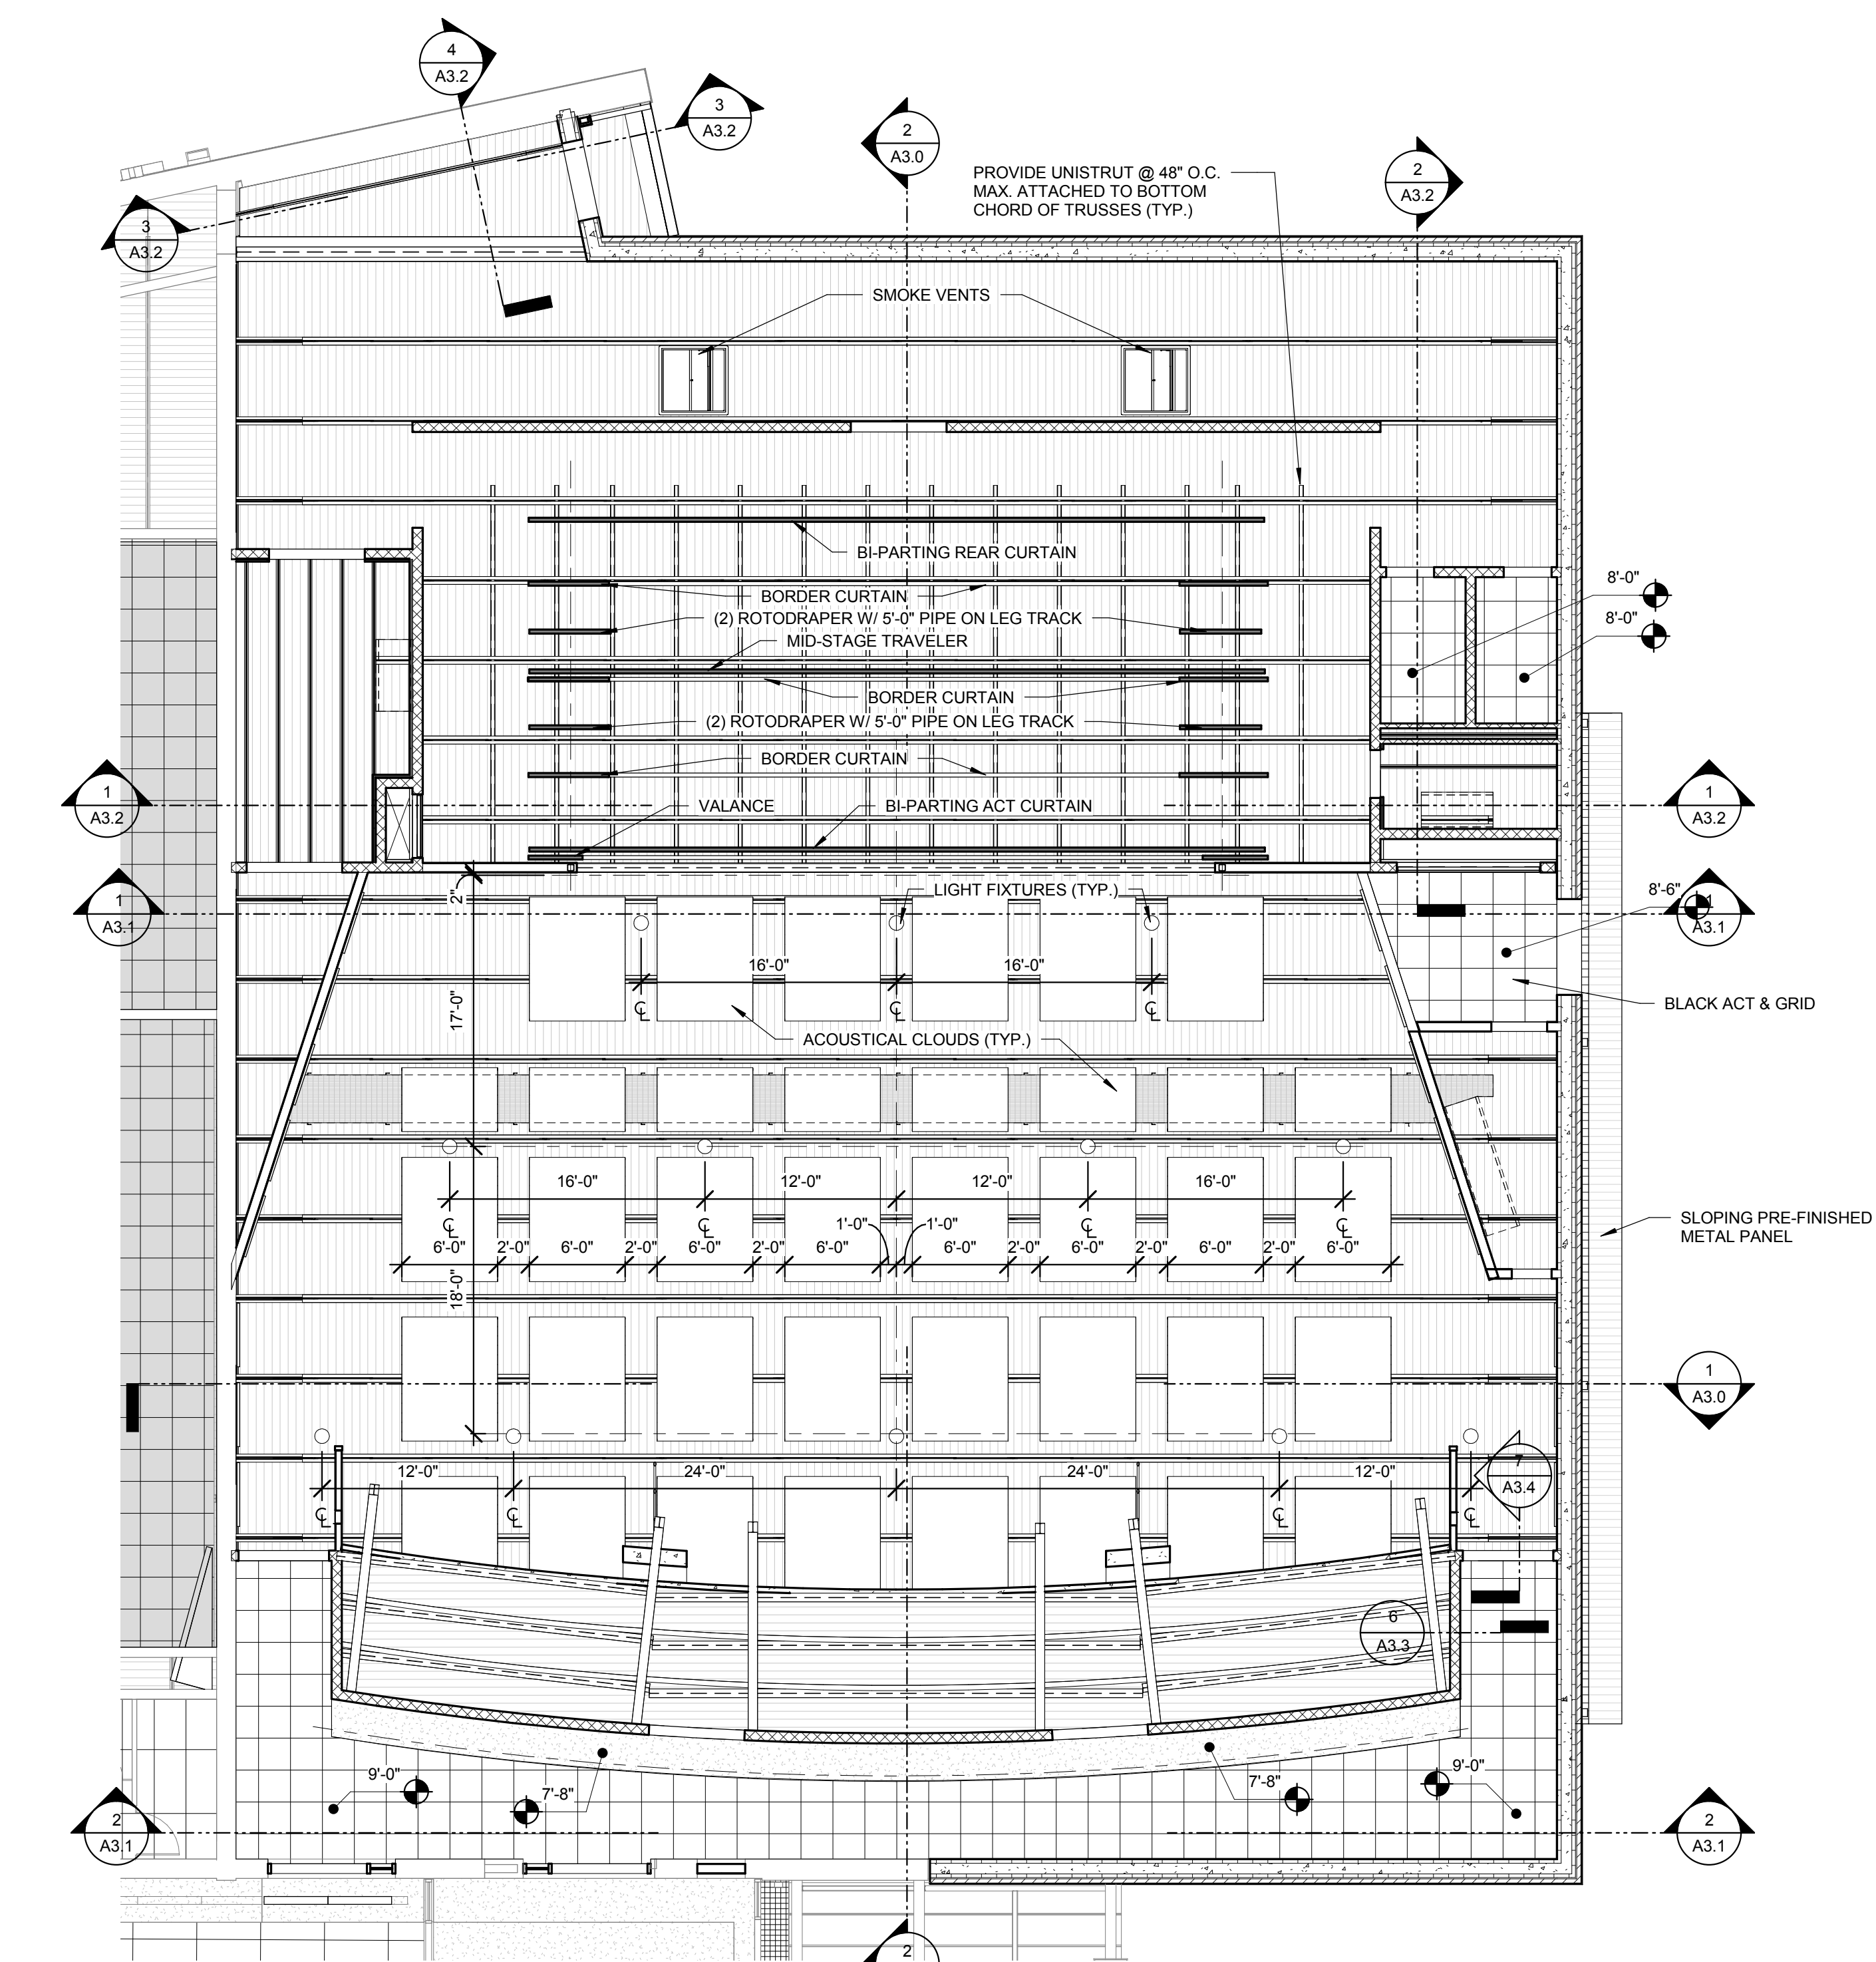 4
A3.2
3
A3.2
2
A3.0
PROVIDE UNISTRUT @ 48" O.C.
MAX. ATTACHED TO BOTTOM
CHORD OF TRUSSES (TYP.)
2
A3.2
3
A3.2
SMOKE VENTS
BI-PARTING REAR CURTAIN
8'-0"
BORDER CURTAIN
(2) ROTODRAPER W/ 5'-0" PIPE ON LEG TRACK
8'-0"
MID-STAGE TRAVELER
BORDER CURTAIN
(2) ROTODRAPER W/ 5'-0" PIPE ON LEG TRACK
BORDER CURTAIN
1
A3.2
VALANCE
BI-PARTING ACT CURTAIN
1
A3.2
2"
LIGHT FIXTURES (TYP.)
8'-6"
1
A3.1
1
A3.1
16'-0"
16'-0"
℄
℄
℄
17'-0"
BLACK ACT & GRID
ACOUSTICAL CLOUDS (TYP.)
16'-0"
12'-0"
12'-0"
16'-0"
℄
℄
℄
℄
1'-0"
1'-0"
SLOPING PRE-FINISHED
METAL PANEL
6'-0"
2'-0"
6'-0"
2'-0"
6'-0"
2'-0"
6'-0"
6'-0"
2'-0"
6'-0"
2'-0"
6'-0"
2'-0"
6'-0"
18'-0"
1
A3.0
12'-0"
24'-0"
24'-0"
12'-0"
7
A3.4
℄
℄
℄
℄
6
A3.3
9'-0"
7'-8"
7'-8"
9'-0"
2
A3.1
2
A3.1
2